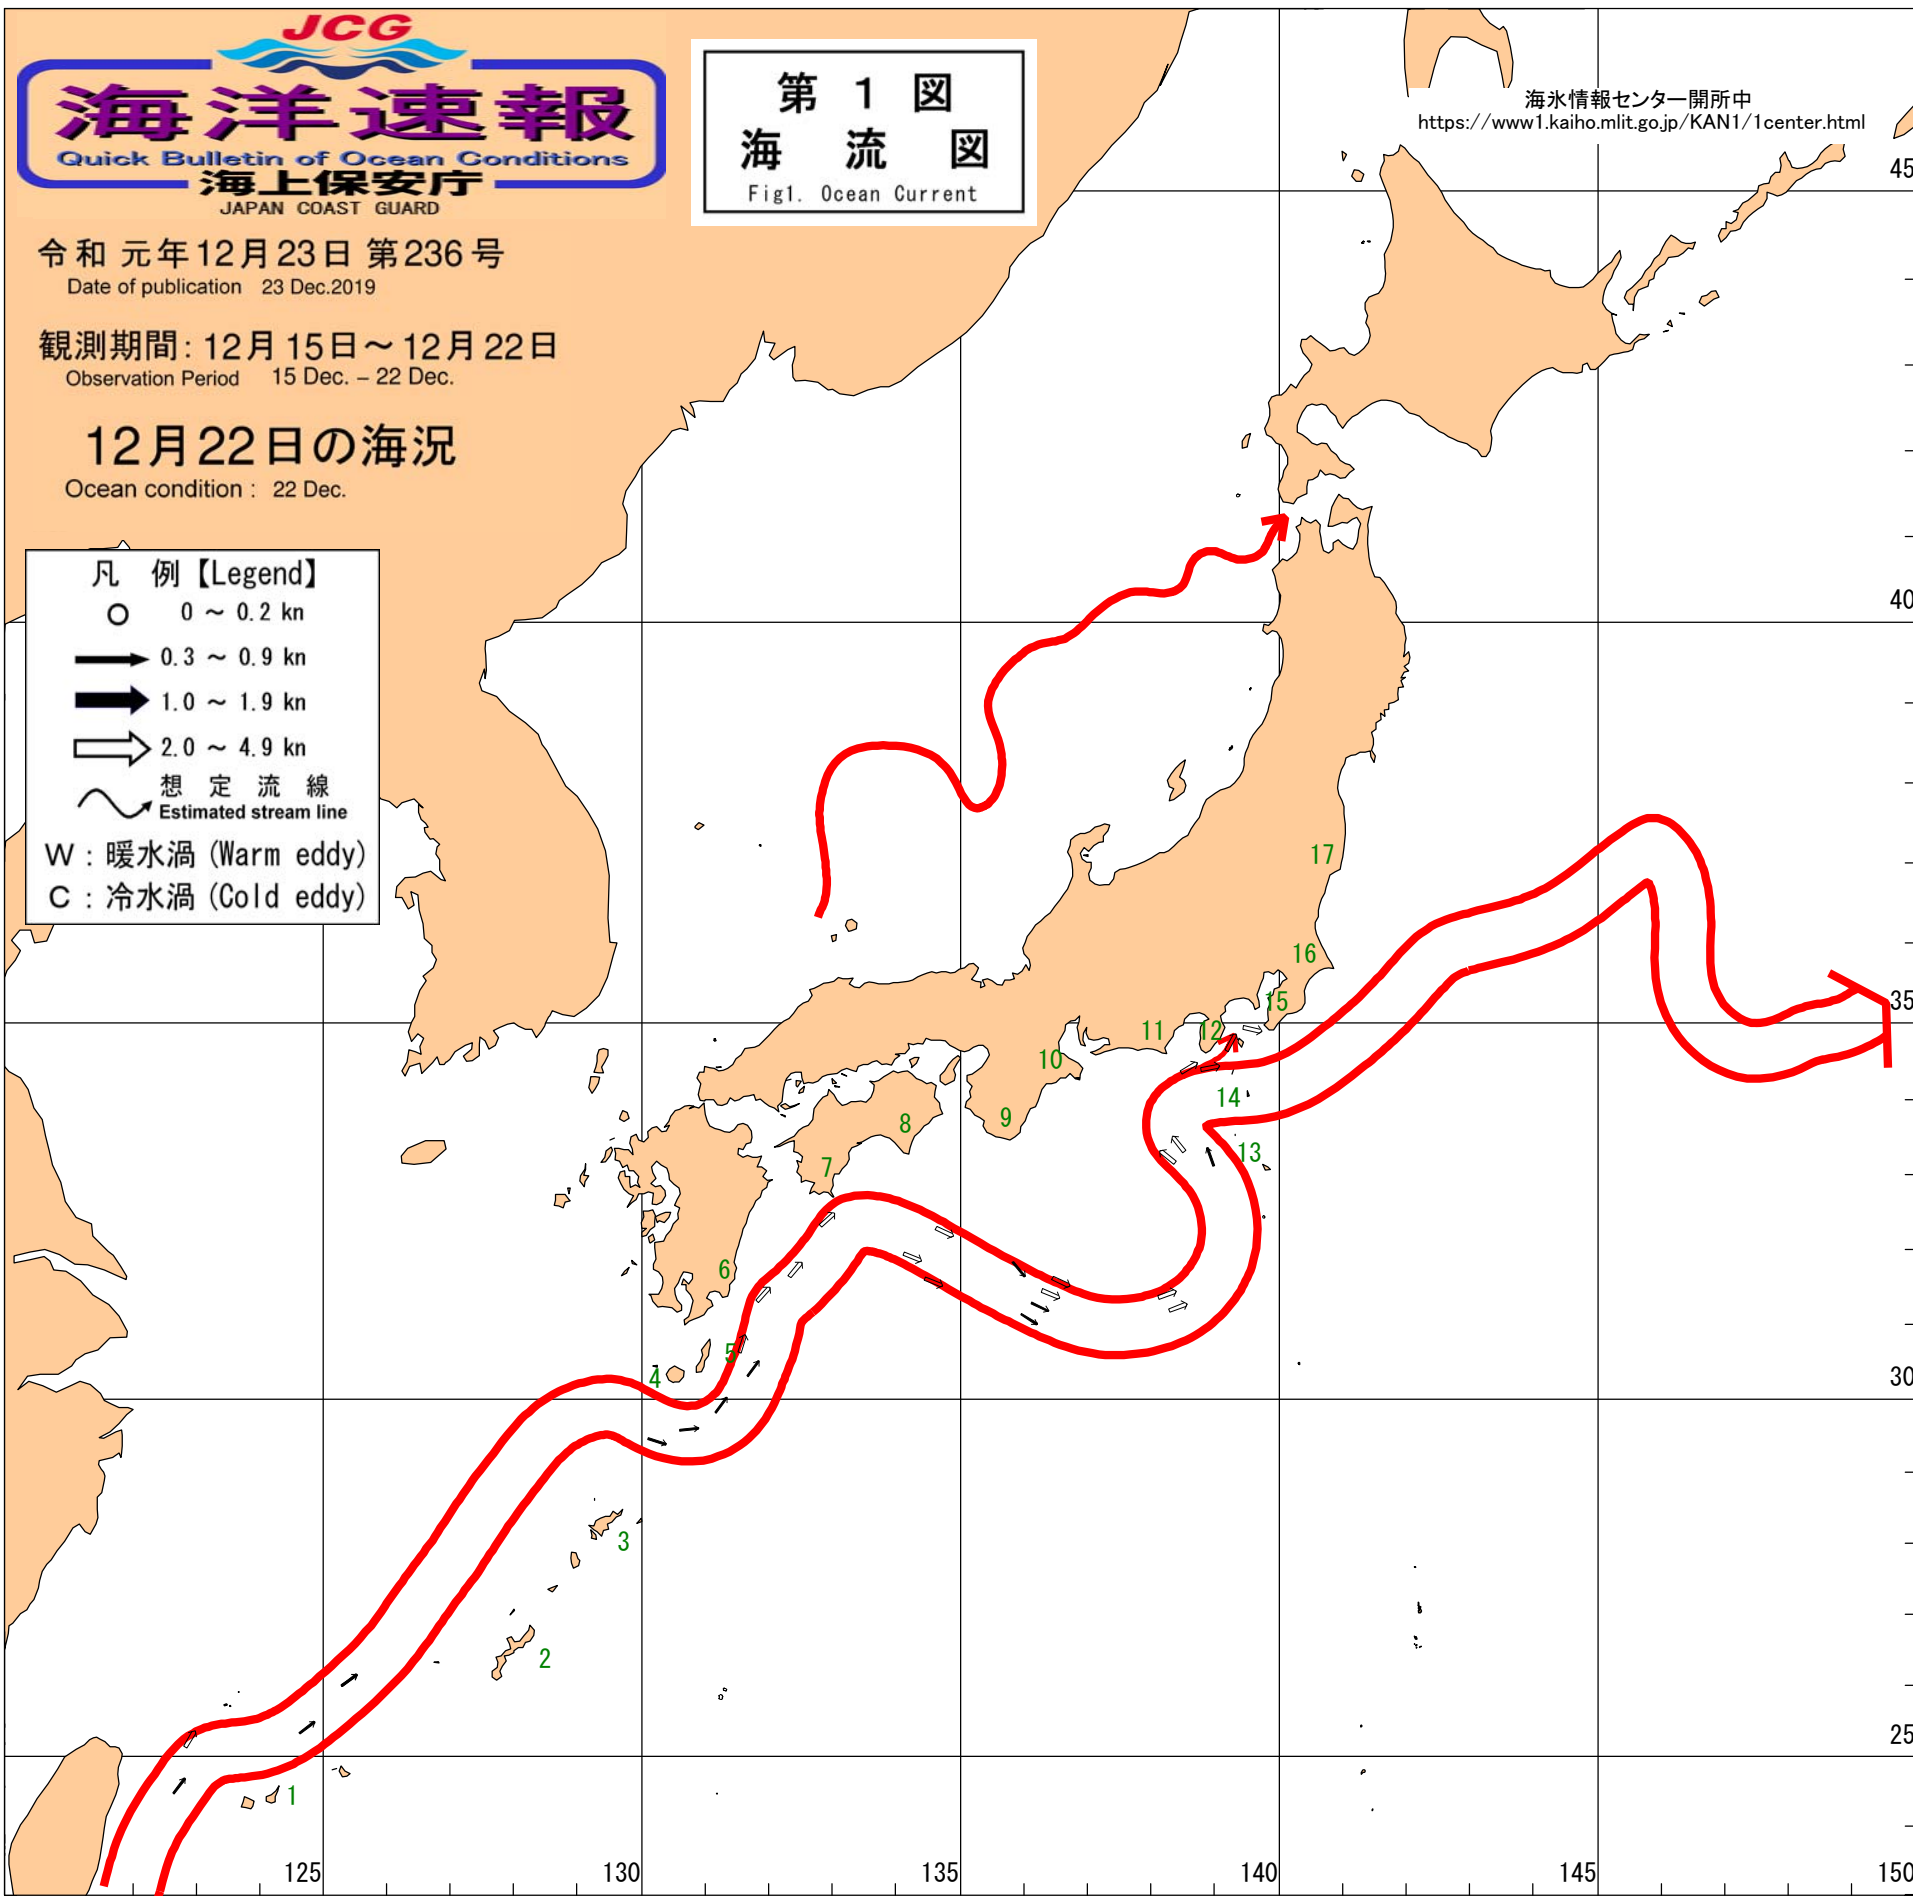 JCG
海洋速報
Quick Bulletin of Ocean Conditions
海上保安庁
JAPAN COAST GUARD
第 1 図
海 流 図
Fig1. Ocean Current
海氷情報センター開所中
https://www1.kaiho.mlit.go.jp/KAN1/1center.html
令和 元年12月23日 第236号
Date of publication 23 Dec.2019
観測期間: 12月15日～12月22日
Observation Period 15 Dec. – 22 Dec.
12月22日の海況
Ocean condition : 22 Dec.
凡 例【Legend】
0 ～ 0.2 kn
0.3 ～ 0.9 kn
1.0 ～ 1.9 kn
2.0 ～ 4.9 kn
想 定 流 線
Estimated stream line
W : 暖水渦 (Warm eddy)
C : 冷水渦 (Cold eddy)
45
40
35
30
25
17
16
15
12
11
10
14
9
8
13
7
6
5
4
3
2
1
125
130
135
140
145
150